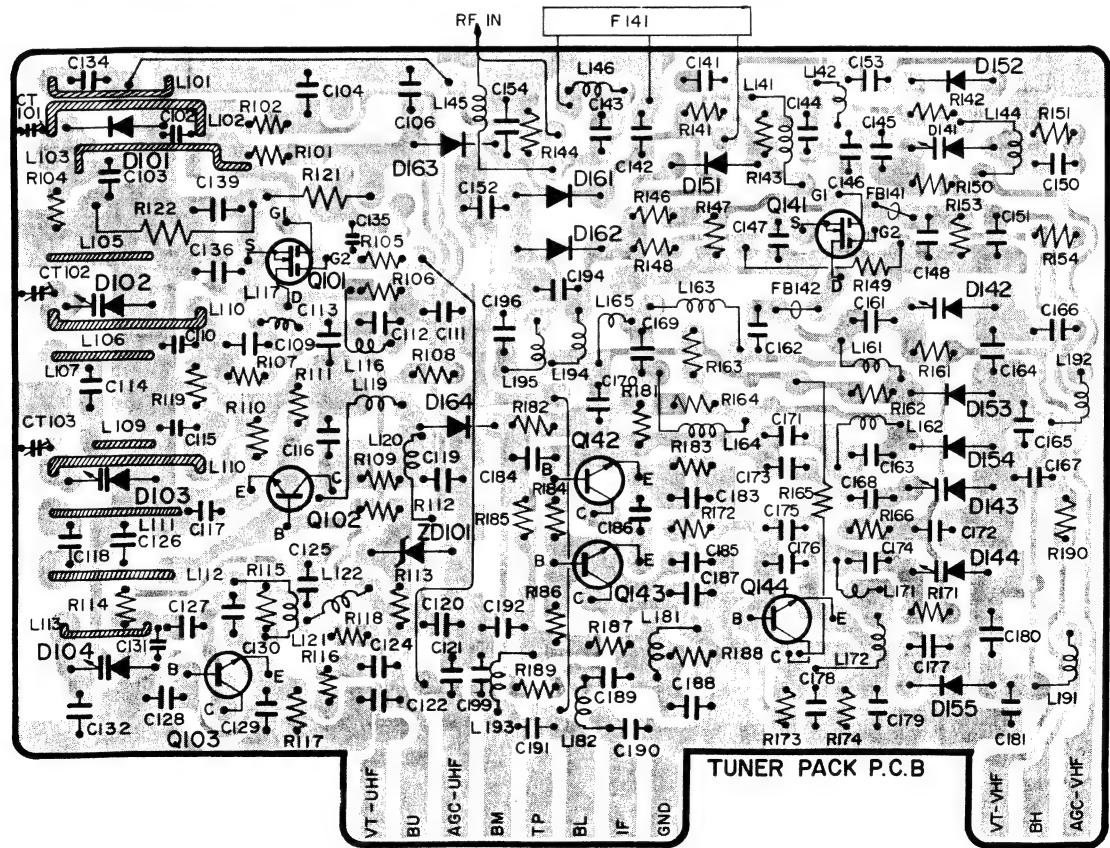 RF IN
F141
C134
L101
CT
101
C102
L102
R102
C104
C106
L145
C154
L146
C143
C141
L141
L42
C153
D152
R142
D141
L144
R151
L103
D101
R101
D163
R144
C142
R141
D151
R143
C144
C145
R104
C103
C139
R121
C152
D161
R146
R147
G1
C146
FB141
R150
R153
C150
R122
G1
C135
Q141
S
G2
C151
L105
C136
S
G2
R105
D162
R148
C147
C148
R154
CT102
D102
L117
Q101
R106
C194
D
R149
L110
D
C113
C112
C111
C196
L165
L163
FB142
C161
D142
C166
L106
C110
C109
C169
C162
L161
L192
L107
R107
L116
R108
L195
L194
R163
R161
C164
C114
R119
R111
L119
C170
R181
R162
D153
CT103
R110
D164
R182
R164
C171
L162
C165
L109
C115
C116
L120
Q142
R183
L164
D154
L110
R109
C119
C184
B
E
C173
C163
C167
D103
E
C
R112
R184
C183
R165
C168
D143
L111
C117
Q102
R185
C
C186
R172
C175
R166
C172
R190
C118
C126
B
ZD101
C185
C176
C174
D144
L112
R115
C125
L122
R113
B
E
C187
Q144
L171
R171
R114
C127
R118
C120
C192
R186
C
Q143
L181
B
E
L113
C131
C130
L121
C124
C121
R187
R188
C
L172
C177
C180
D104
B
E
R116
R189
C189
C188
C178
D155
L191
C132
C128
C
C129
R117
C122
C199
L193
C191
L182
C190
R173
R174
C179
C181
Q103
TUNER PACK P.C.B
VT-UHF
BU
AGC-UHF
BM
TP
BL
IF
GND
VT-VHF
BH
AGC-VHF